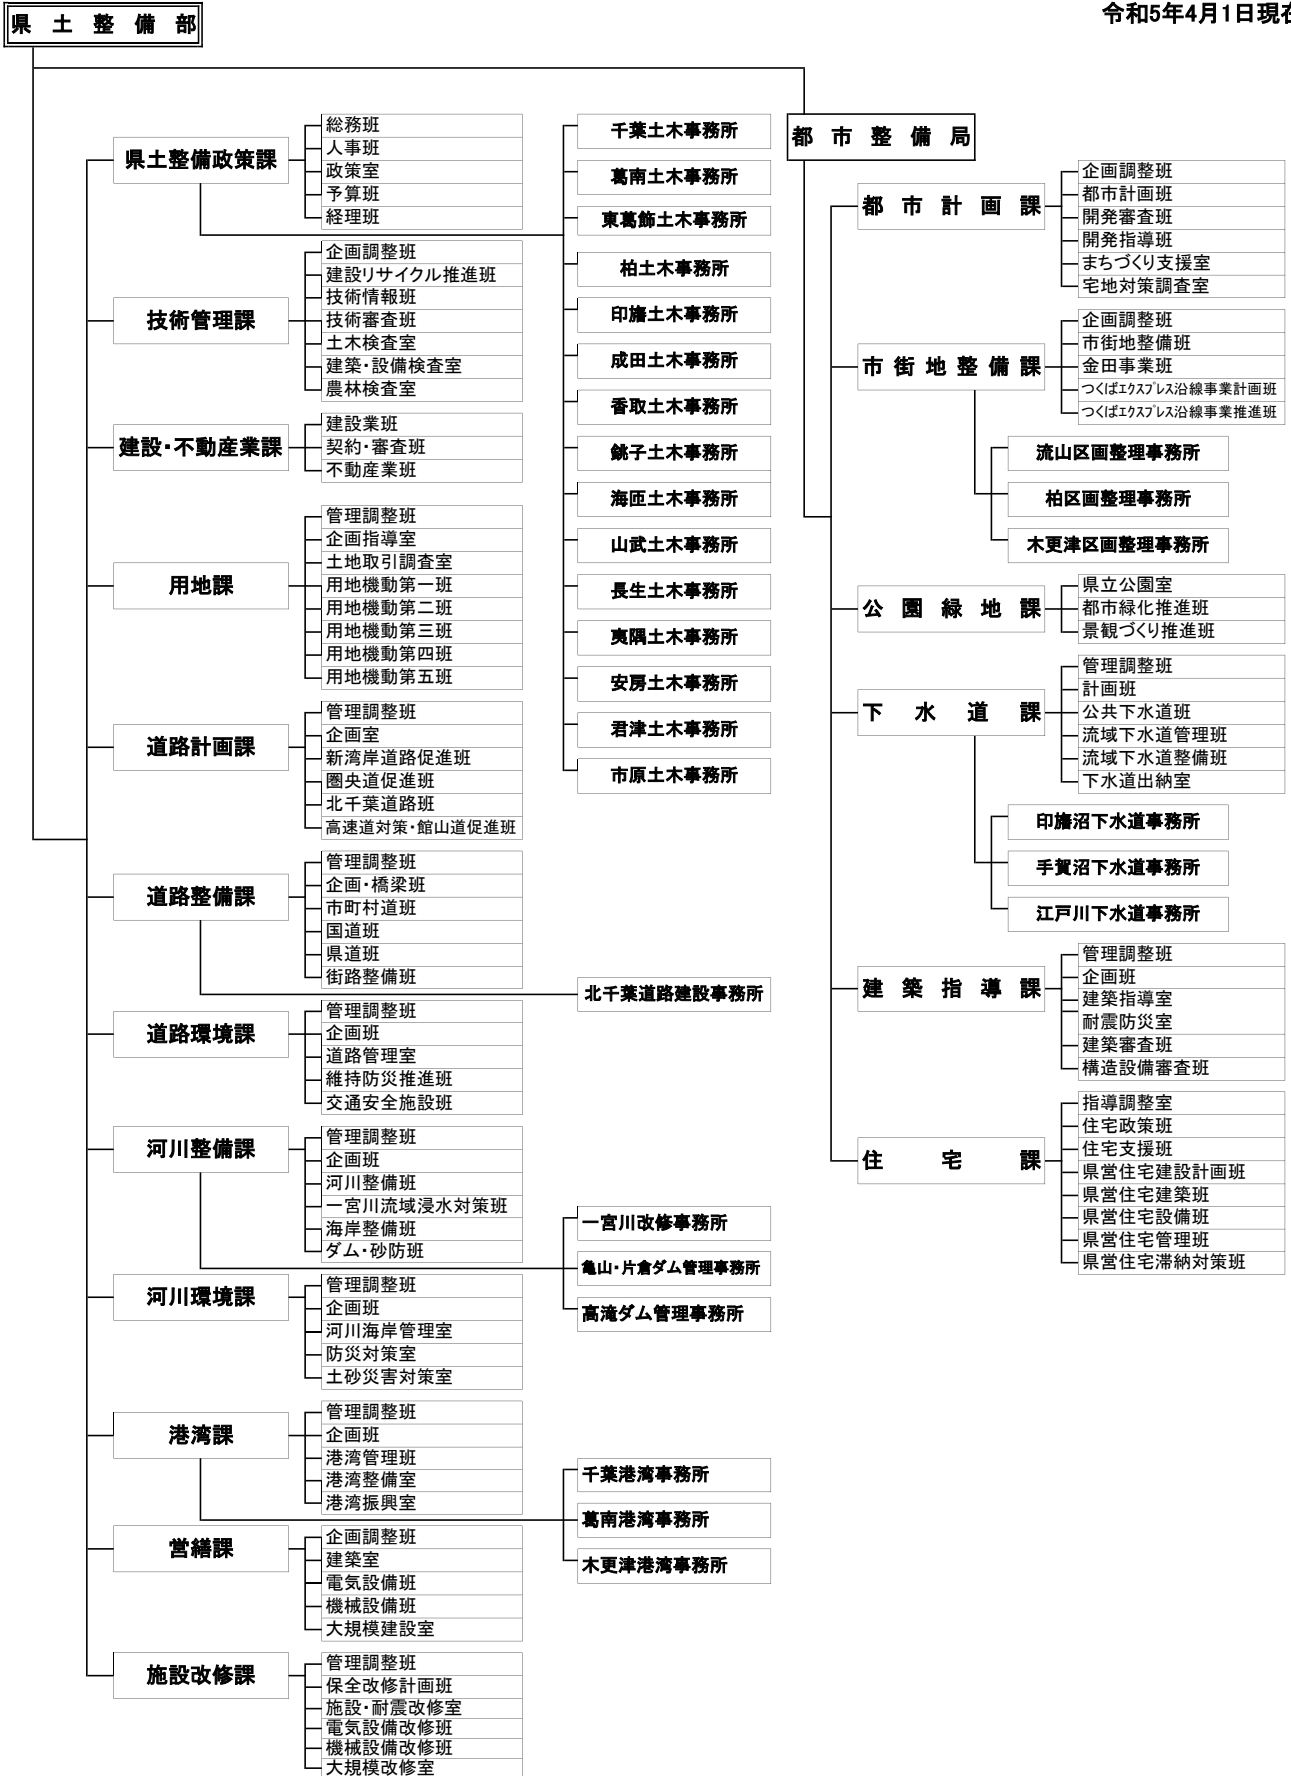 県土整備部
令和5年4月1日現在
県土整備政策課
総務班
人事班
政策室
予算班
経理班
千葉土木事務所
葛南土木事務所
東葛飾土木事務所
柏土木事務所
印旛土木事務所
成田土木事務所
香取土木事務所
銚子土木事務所
海匝土木事務所
山武土木事務所
長生土木事務所
夷隅土木事務所
安房土木事務所
君津土木事務所
市原土木事務所
技術管理課
企画調整班
建設リサイクル推進班
技術情報班
技術審査班
土木検査室
建築・設備検査室
農林検査室
建設・不動産業課
建設業班
契約・審査班
不動産業班
用地課
管理調整班
企画指導室
土地取引調査室
用地機動第一班
用地機動第二班
用地機動第三班
用地機動第四班
用地機動第五班
道路計画課
管理調整班
企画室
新湾岸道路促進班
圏央道促進班
北千葉道路班
高速道対策・館山道促進班
道路整備課
管理調整班
企画・橋梁班
市町村道班
国道班
県道班
街路整備班
北千葉道路建設事務所
道路環境課
管理調整班
企画班
道路管理室
維持防災推進班
交通安全施設班
河川整備課
管理調整班
企画班
河川整備班
一宮川流域浸水対策班
海岸整備班
ダム・砂防班
一宮川改修事務所
亀山・片倉ダム管理事務所
高滝ダム管理事務所
河川環境課
管理調整班
企画班
河川海岸管理室
防災対策室
土砂災害対策室
港湾課
管理調整班
企画班
港湾管理班
港湾整備室
港湾振興室
千葉港湾事務所
葛南港湾事務所
木更津港湾事務所
営繕課
企画調整班
建築室
電気設備班
機械設備班
大規模建設室
施設改修課
管理調整班
保全改修計画班
施設・耐震改修室
電気設備改修班
機械設備改修班
大規模改修室
都市整備局
都市計画課
企画調整班
都市計画班
開発審査班
開発指導班
まちづくり支援室
宅地対策調査室
市街地整備課
企画調整班
市街地整備班
金田事業班
つくばエクスプレス沿線事業計画班
つくばエクスプレス沿線事業推進班
流山区画整理事務所
柏区画整理事務所
木更津区画整理事務所
公園緑地課
県立公園室
都市緑化推進班
景観づくり推進班
下水道課
管理調整班
計画班
公共下水道班
流域下水道管理班
流域下水道整備班
下水道出納室
印旛沼下水道事務所
手賀沼下水道事務所
江戸川下水道事務所
建築指導課
管理調整班
企画班
建築指導室
耐震防災室
建築審査班
構造設備審査班
住宅課
指導調整室
住宅政策班
住宅支援班
県営住宅建設計画班
県営住宅建築班
県営住宅設備班
県営住宅管理班
県営住宅滞納対策班